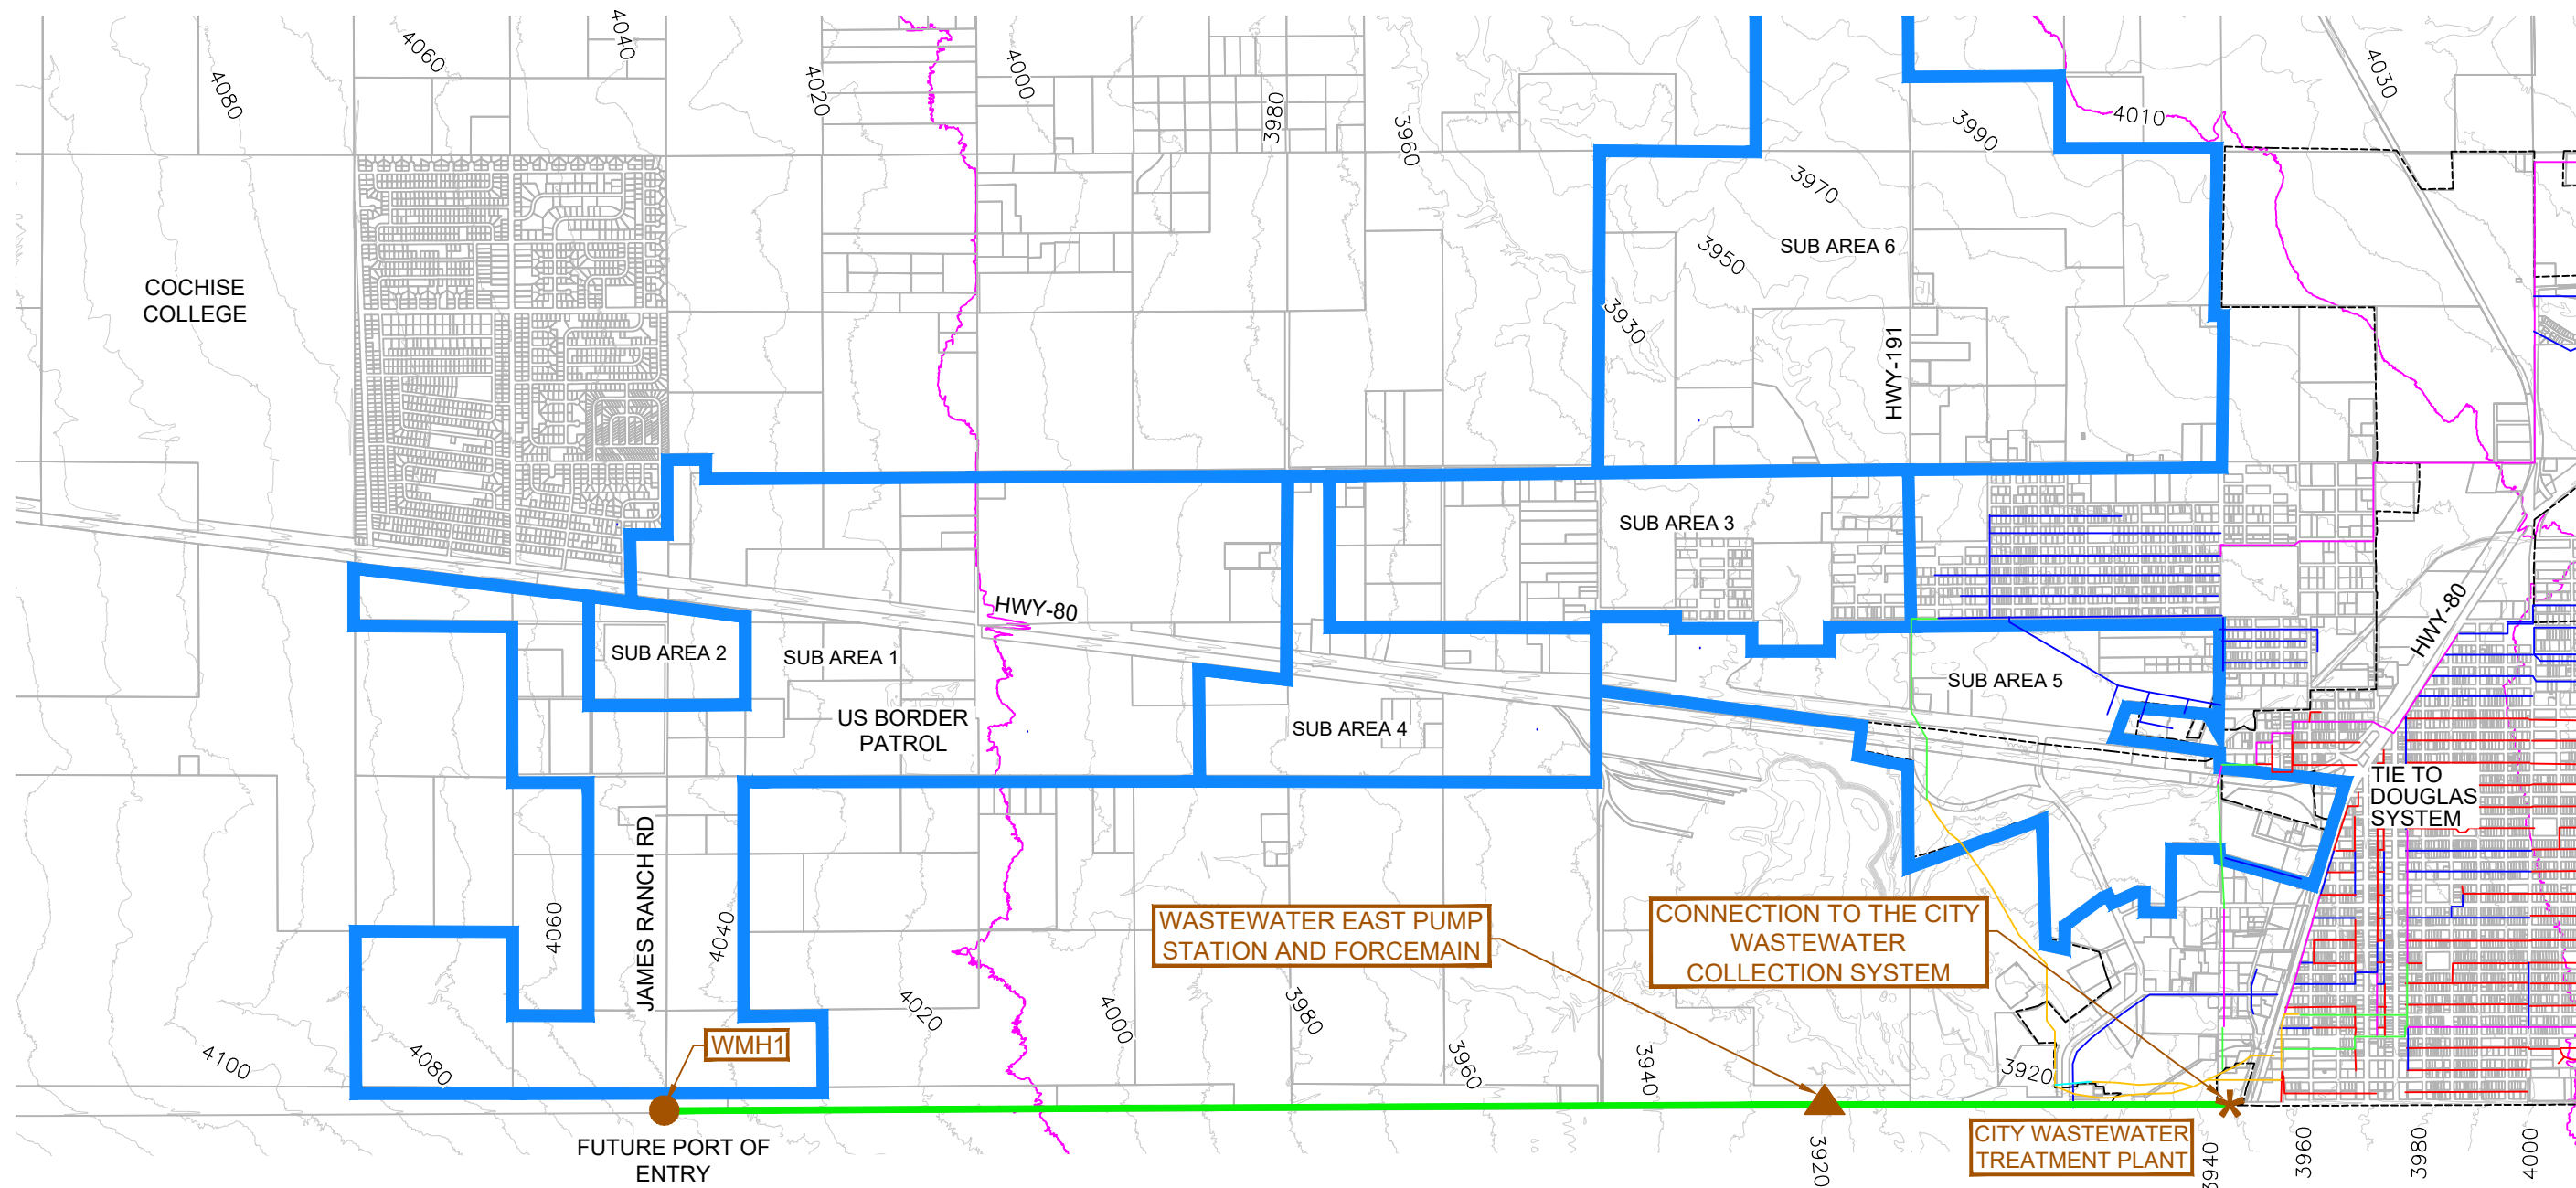 4040
4060
4080
4020
4000
3980
3960
4010
3990
4030
3970
3950
3930
SUB AREA 6
COCHISE
COLLEGE
HWY-191
SUB AREA 3
HWY-80
HWY-80
SUB AREA 2
SUB AREA 1
SUB AREA 5
US BORDER
PATROL
SUB AREA 4
TIE TO
DOUGLAS
SYSTEM
JAMES RANCH RD
4060
4040
WASTEWATER EAST PUMP
STATION AND FORCEMAIN
CONNECTION TO THE CITY
WASTEWATER
COLLECTION SYSTEM
4020
4000
3980
WMH1
4100
4080
3960
3940
3920
FUTURE PORT OF
ENTRY
CITY WASTEWATER
TREATMENT PLANT
3920
3940
3960
3980
4000